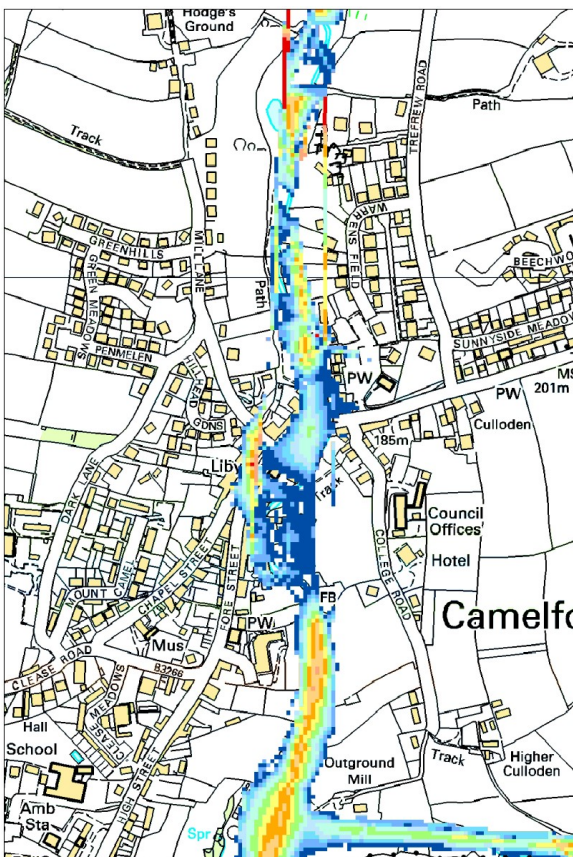 Hodge's
Ground
Path
Track
TREFREW ROAD
WARRENS FIELD
GREENHILLS
GREEN MEADOWS
MILL LANE
Path
BEECHWO
SUNNYSIDE MEADO
PENMELEN
HILLHEAD
GDNS
PW
MS
201m
PW
Culloden
185m
Liby
Track
DARK LANE
Council
Offices
Hotel
COLLEGE ROAD
MOUNT CAMEL
CHAPEL STREET
FORE STREET
FB
Camelfo
PW
Mus
B3266
CLEASE ROAD
CLEASE MEADOWS
Hall
School
HIGH STREET
Outground
Mill
Track
Higher
Culloden
Amb
Sta
Spr